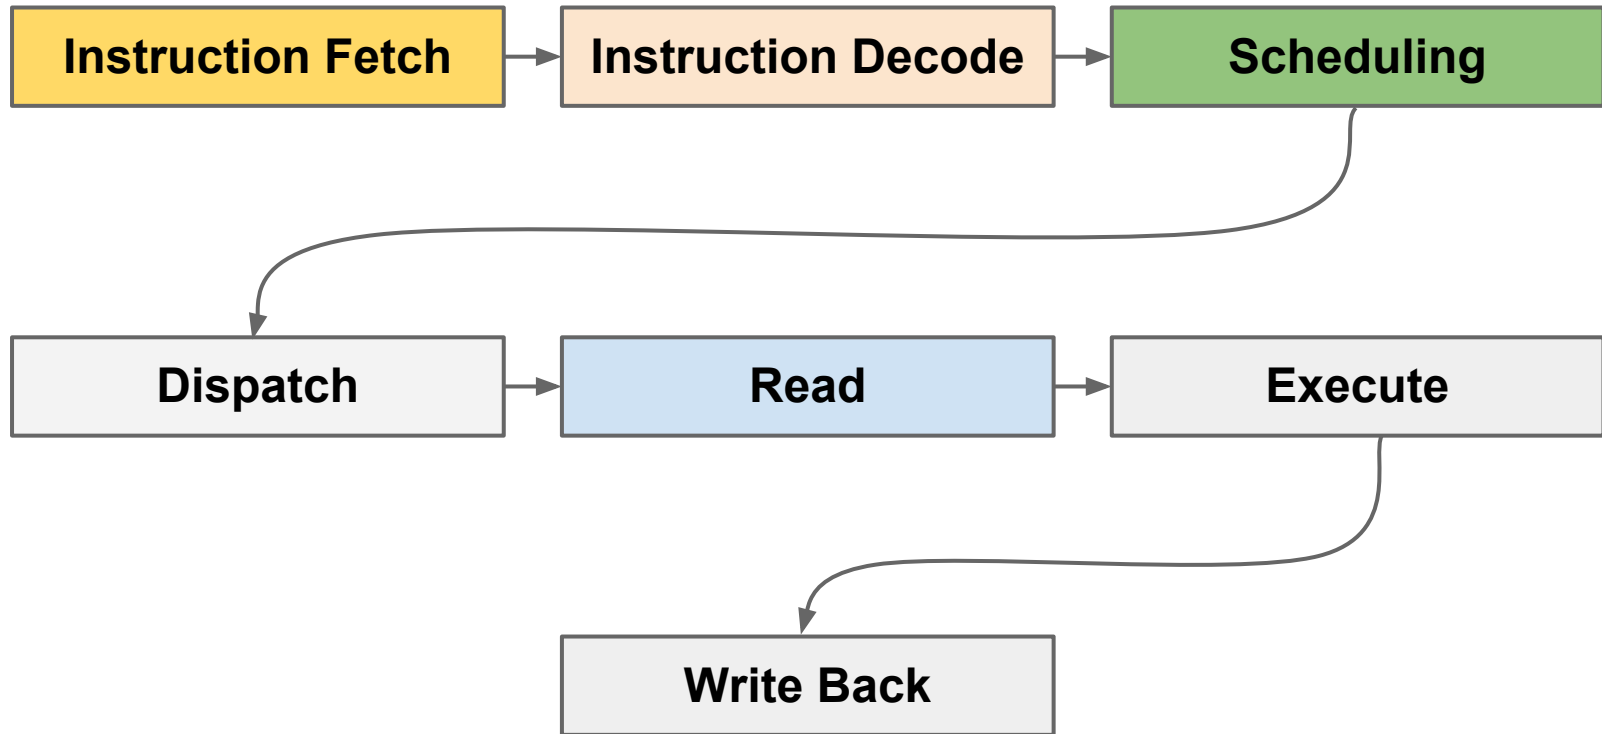 Instruction Fetch
Instruction Decode
Scheduling
Dispatch
Read
Execute
Write Back